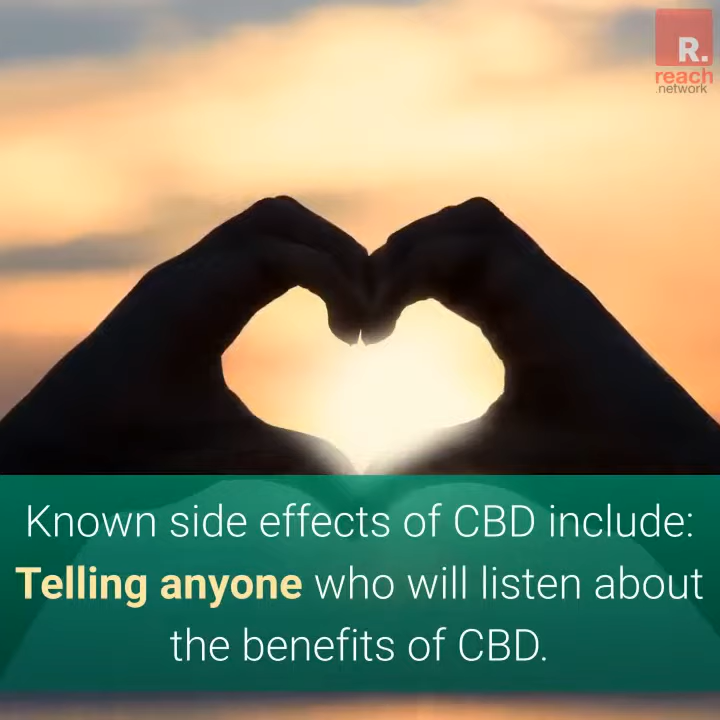 R.
reach
.network
Known side effects of CBD include:
Telling anyone who will listen about
the benefits of CBD.